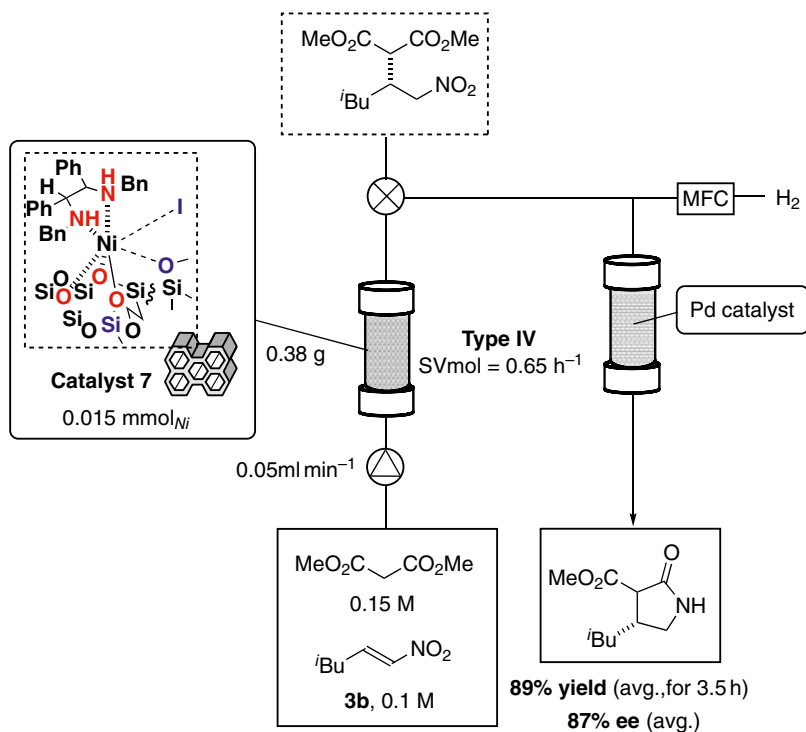 MeO₂C CO₂Me
ⁱBu NO₂
Ph H N Bn
H
Ph NH I
Bn Ni
O
O O Si
Si Si O Si
O
Si Si O
O
Catalyst 7
0.015 mmol_Ni
0.38 g
Type IV
SVmol = 0.65 h⁻¹
MFC H₂
Pd catalyst
0.05ml min⁻¹
MeO₂C CO₂Me
0.15 M
ⁱBu NO₂
3b, 0.1 M
MeO₂C O
NH
ⁱBu
89% yield (avg.,for 3.5 h)
87% ee (avg.)